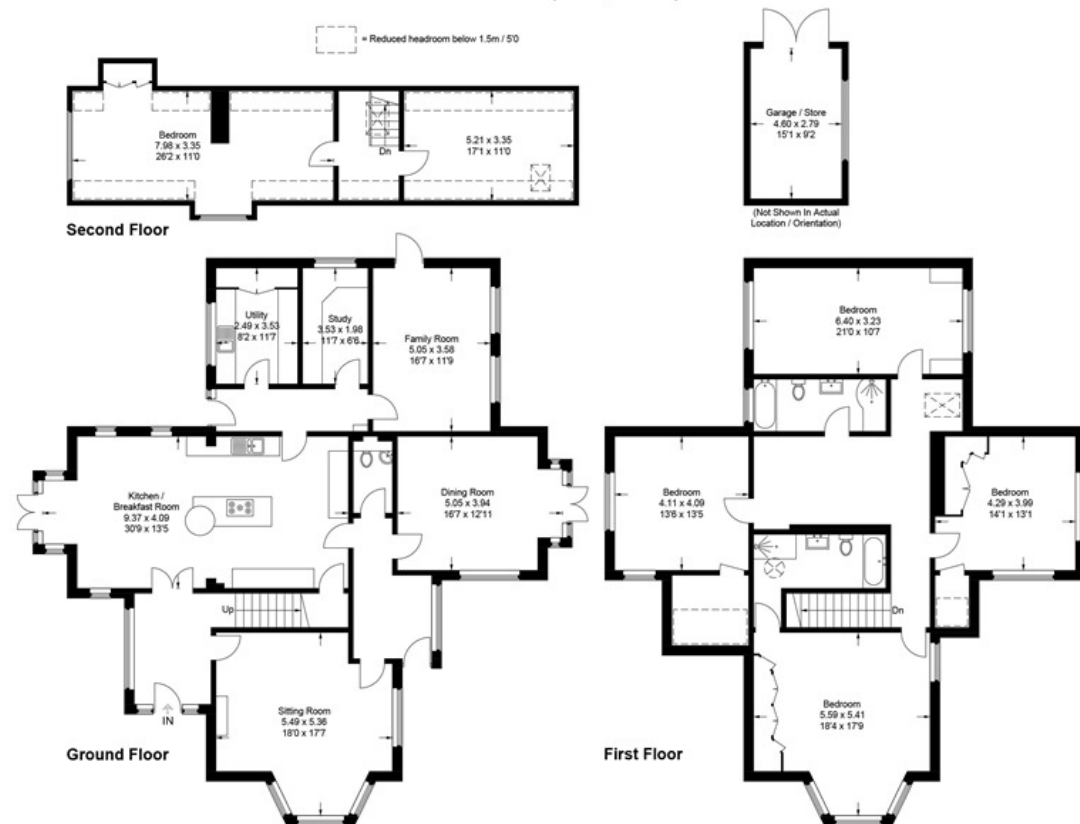 = Reduced headroom below 1.5m / 5'0
Bedroom
7.98 x 3.35
26'2 x 11'0
Dn
5.21 x 3.35
17'1 x 11'0
Second Floor
Garage / Store
4.60 x 2.79
15'1 x 9'2
(Not Shown In Actual
Location / Orientation)
Utility
2.49 x 3.53
8'2 x 11'7
Study
3.53 x 1.98
11'7 x 6'6
Family Room
5.05 x 3.58
16'7 x 11'9
Kitchen /
Breakfast Room
9.37 x 4.09
30'9 x 13'5
Dining Room
5.05 x 3.94
16'7 x 12'11
Up
IN
Sitting Room
5.49 x 5.36
18'0 x 17'7
Ground Floor
Bedroom
6.40 x 3.23
21'0 x 10'7
Bedroom
4.11 x 4.09
13'6 x 13'5
Bedroom
4.29 x 3.99
14'1 x 13'1
Dn
Bedroom
5.59 x 5.41
18'4 x 17'9
First Floor